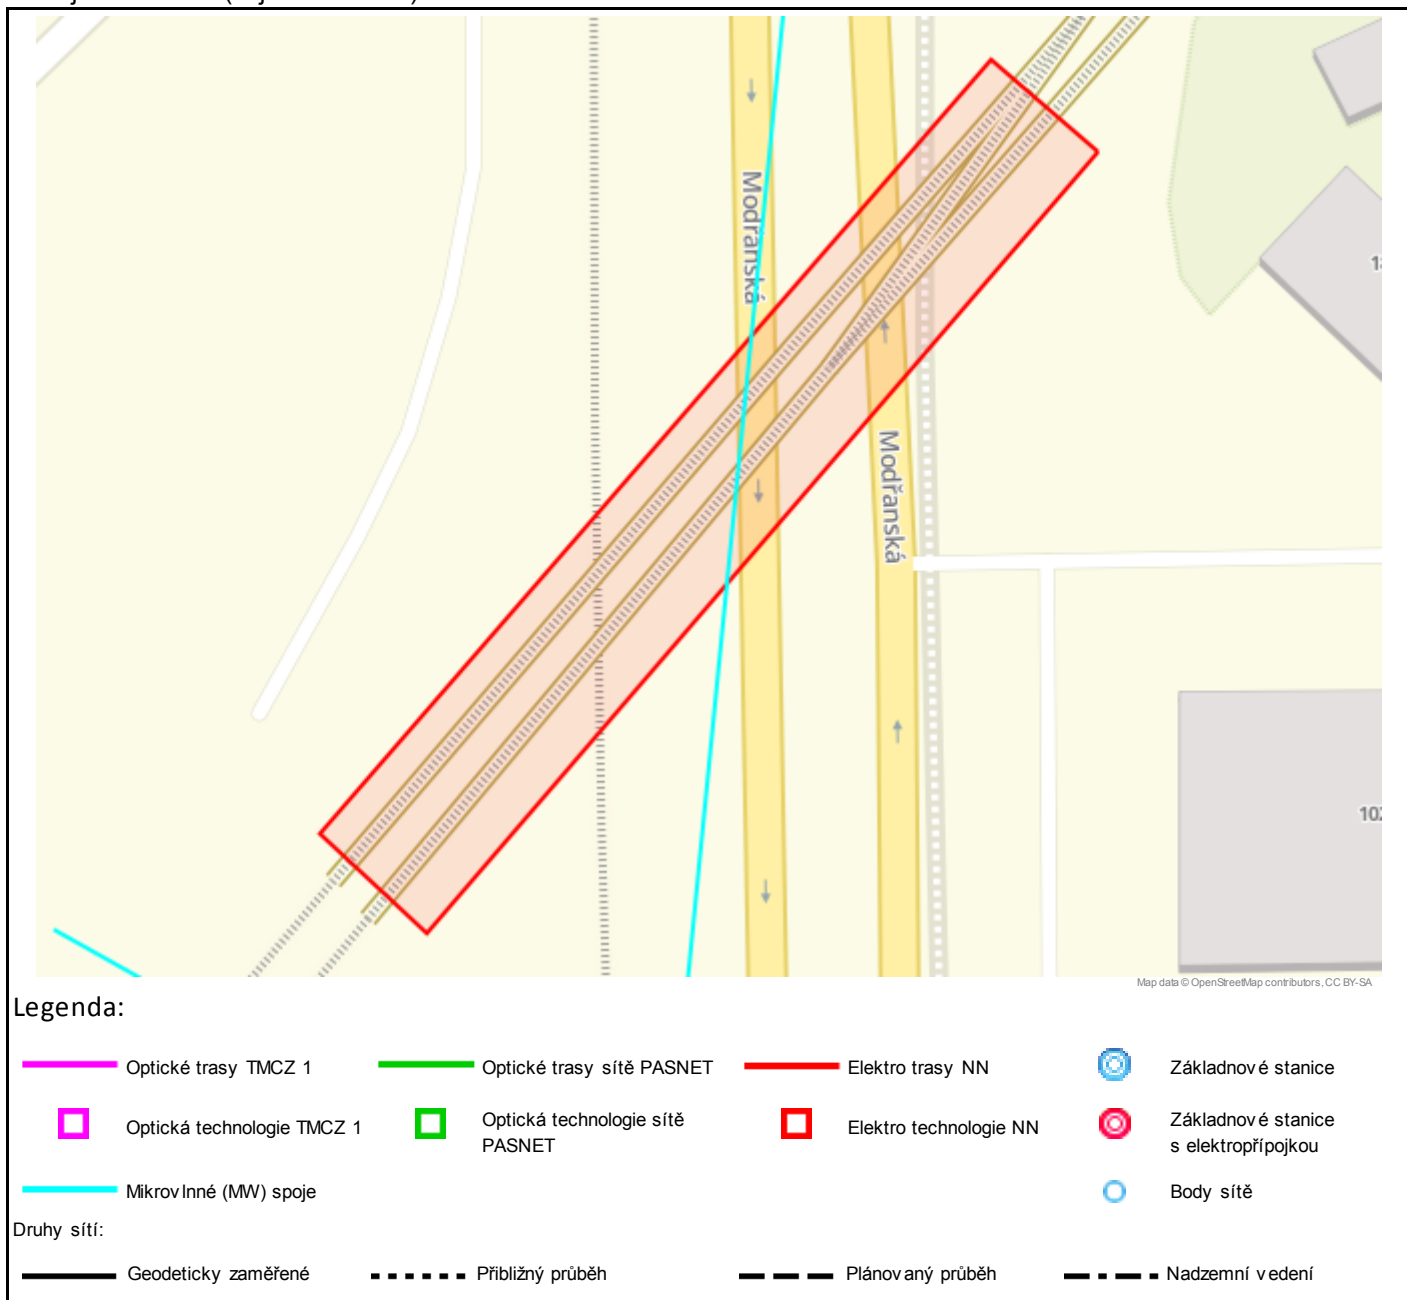 Modřanská
Modřanská
Map data © OpenStreetMap contributors, CC BY-SA
Legenda:
Optické trasy TMCZ 1
Optické trasy sítě PASNET
Elektro trasy NN
Základnové stanice
Optická technologie TMCZ 1
Optická technologie sítě
PASNET
Elektro technologie NN
Základnové stanice
s elektropřípojkou
Mikrovlnné (MW) spoje
Body sítě
Druhy sítí:
Geodeticky zaměřené
Přibližný průběh
Plánovaný průběh
Nadzemní vedení